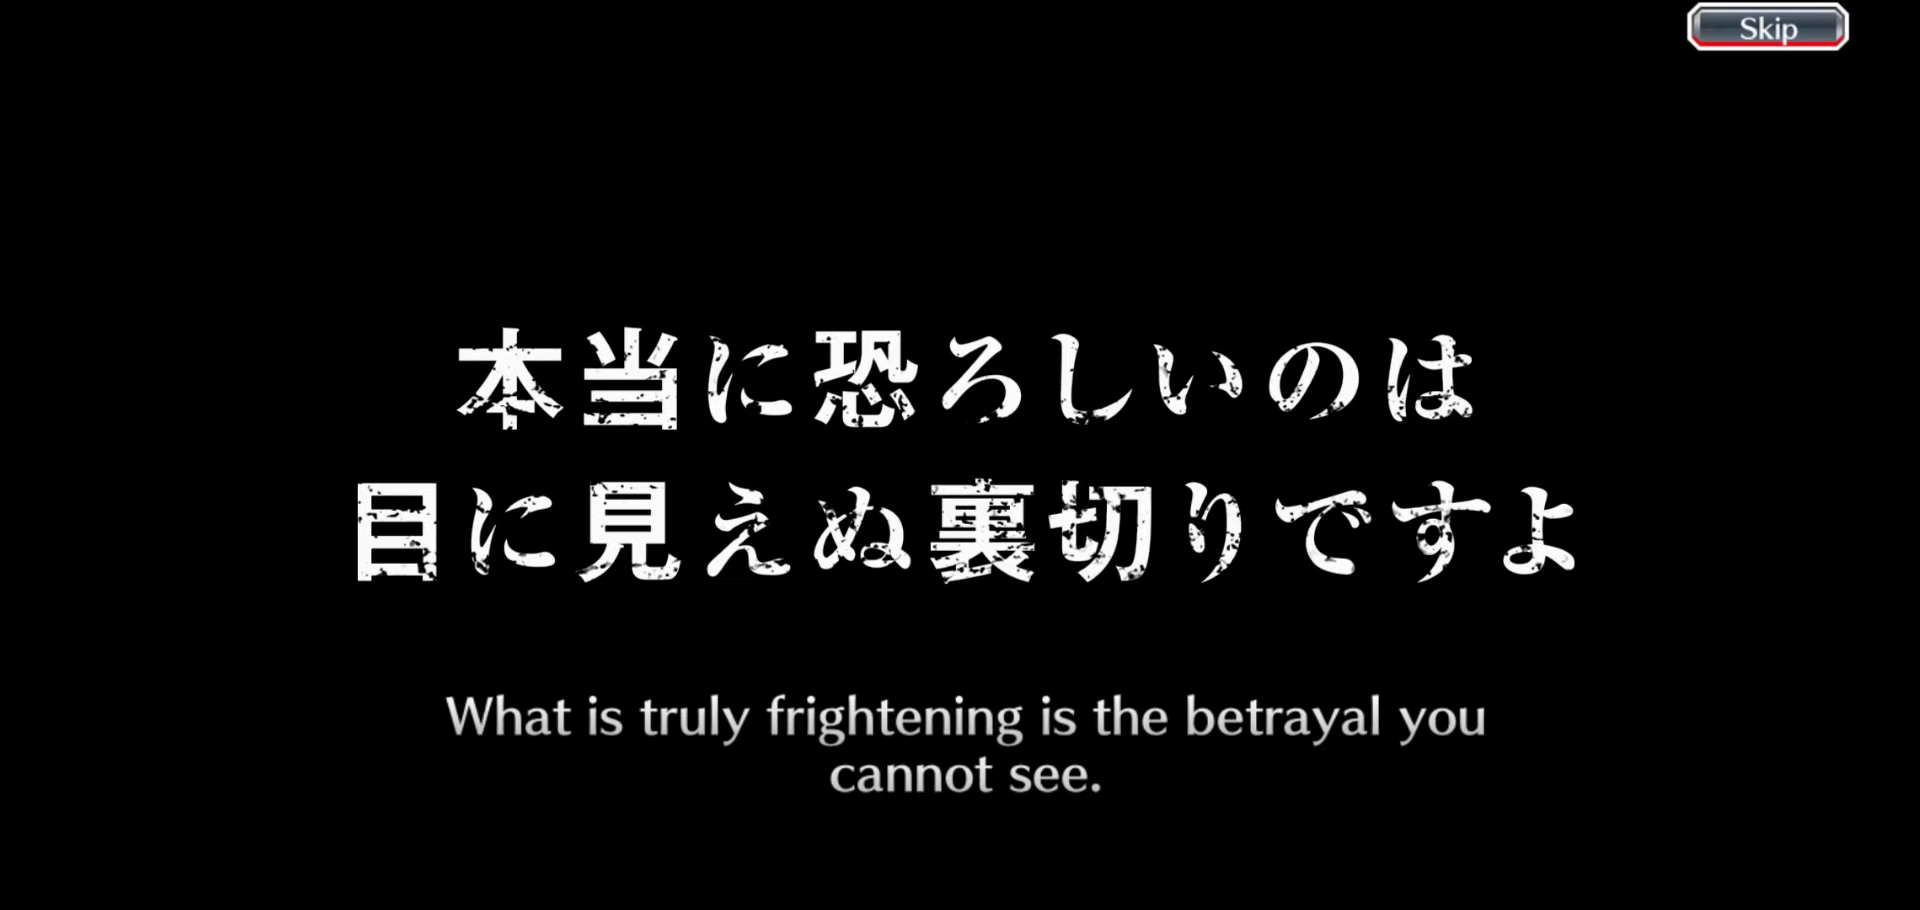 Skip
本当に恐ろしいのは
目に見えぬ裏切りですよ
What is truly frightening is the betrayal you
cannot see.